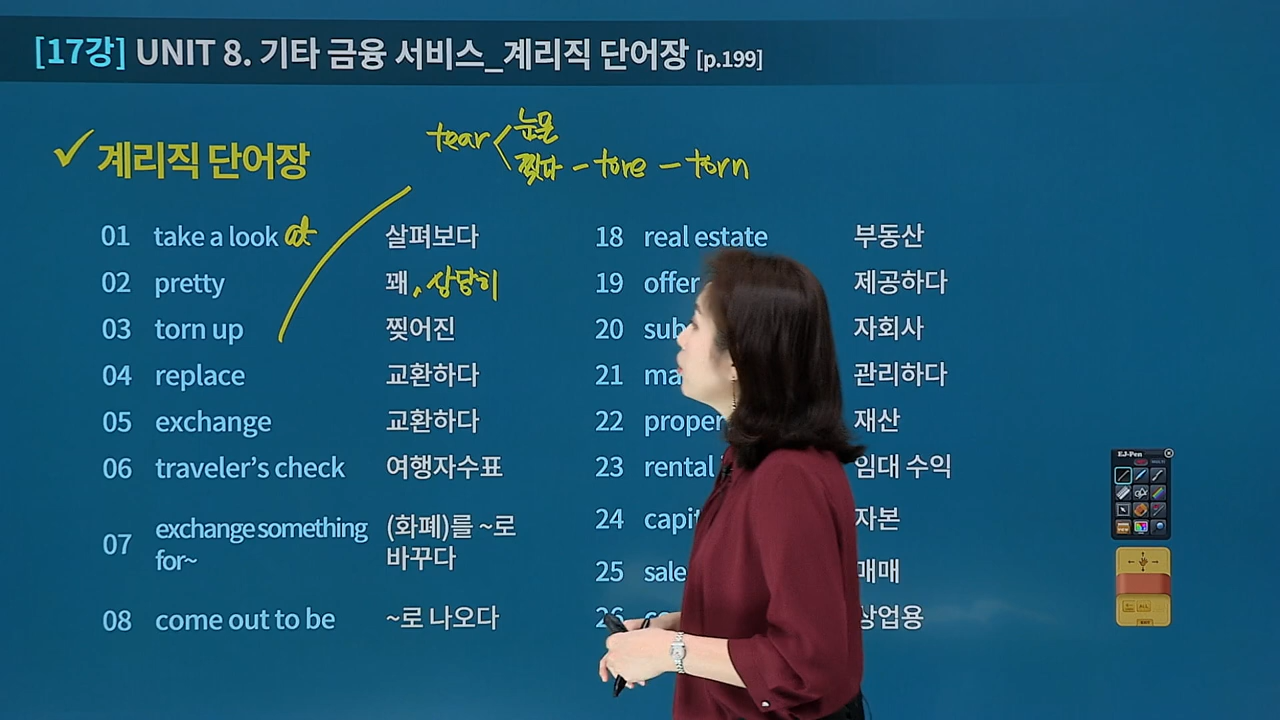 [17강] UNIT 8. 기타 금융 서비스_계리직 단어장 [p.199]
tear 눈물
찢다 - tore - torn
계리직 단어장
01 take a look at 살펴보다
02 pretty 꽤, 상당히
03 torn up 찢어진
04 replace 교환하다
05 exchange 교환하다
06 traveler's check 여행자수표
07 exchange something for~ (화폐)를 ~로 바꾸다
08 come out to be ~로 나오다
18 real estate 부동산
19 offer 제공하다
20 자회사
21 관리하다
22 재산
23 rental 임대 수익
24 자본
25 sale 매매
26 상업용
EJ-Pen